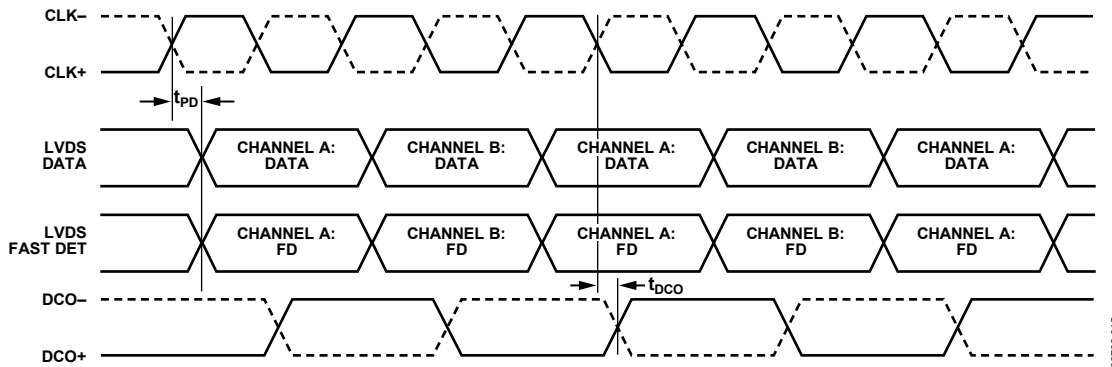 CLK–
CLK+
tPD
LVDS
DATA
CHANNEL A:
DATA
CHANNEL B:
DATA
CHANNEL A:
DATA
CHANNEL B:
DATA
CHANNEL A:
DATA
LVDS
FAST DET
CHANNEL A:
FD
CHANNEL B:
FD
CHANNEL A:
FD
CHANNEL B:
FD
CHANNEL A:
FD
tDCO
DCO–
DCO+